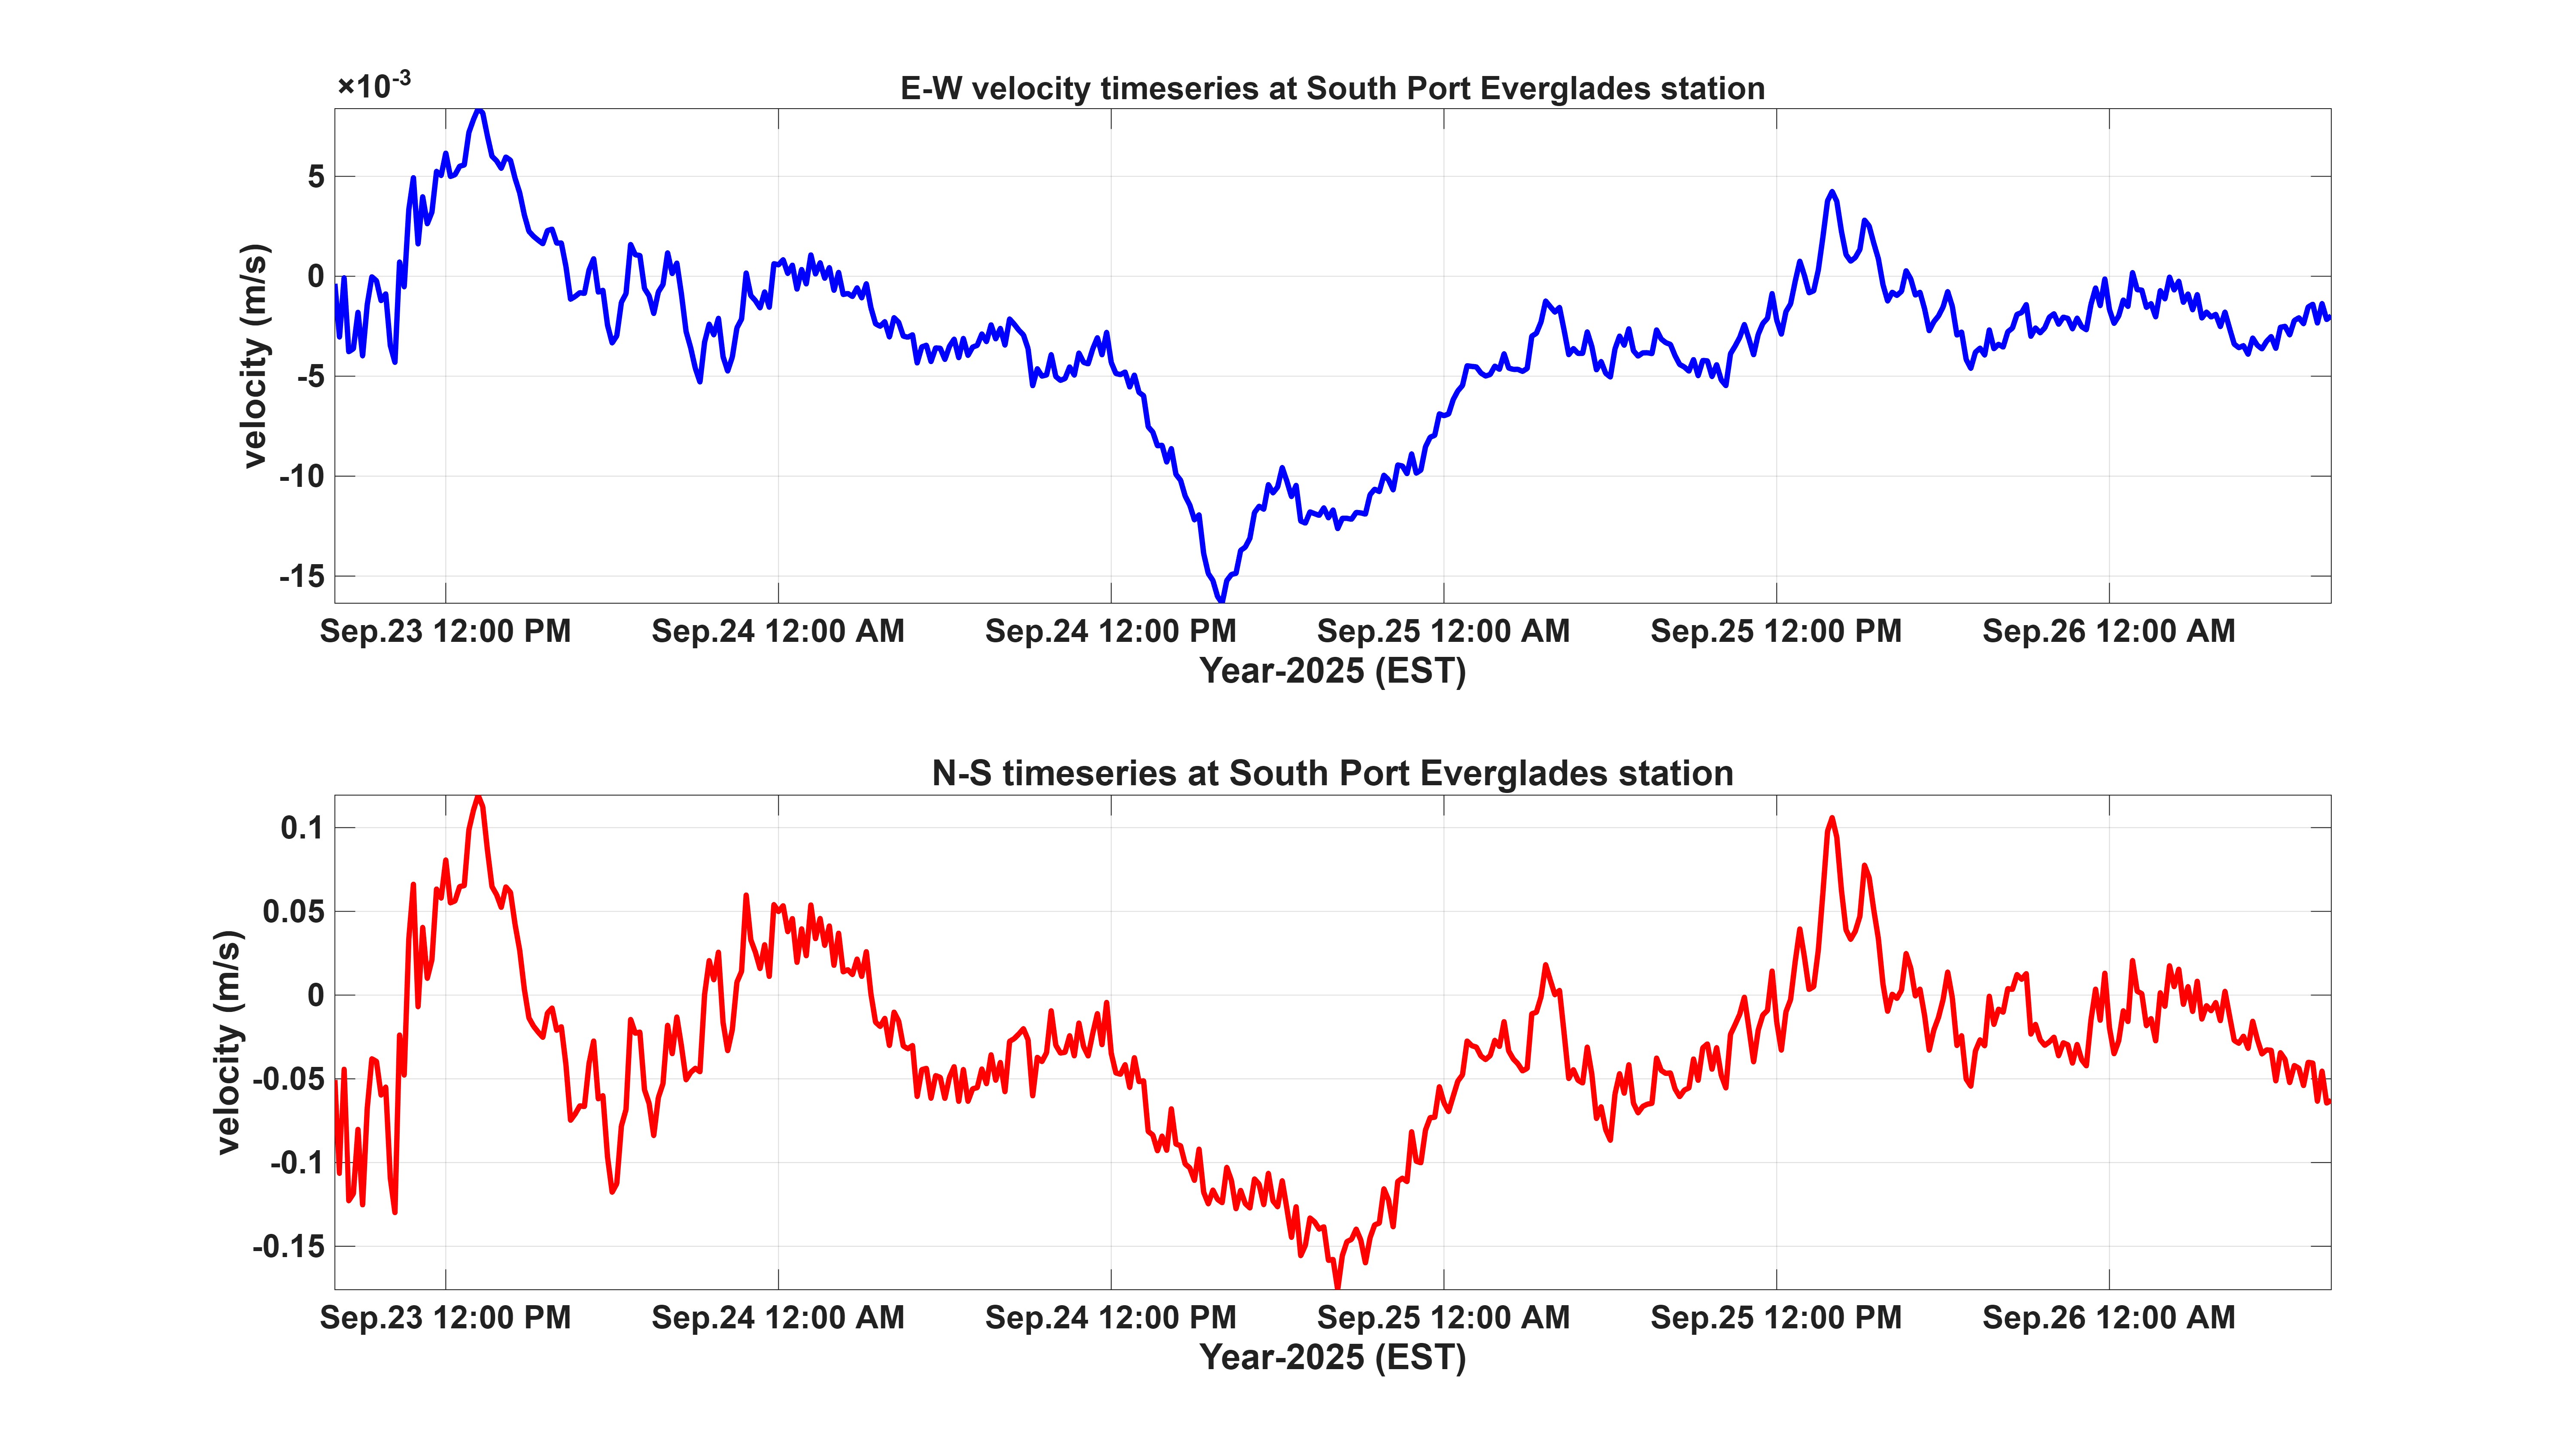 ×10-3
E-W velocity timeseries at South Port Everglades station
5
0
-5
-10
-15
velocity (m/s)
Sep.23 12:00 PM Sep.24 12:00 AM Sep.24 12:00 PM Sep.25 12:00 AM Sep.25 12:00 PM Sep.26 12:00 AM
Year-2025 (EST)
N-S timeseries at South Port Everglades station
0.1
0.05
0
-0.05
-0.1
-0.15
velocity (m/s)
Sep.23 12:00 PM Sep.24 12:00 AM Sep.24 12:00 PM Sep.25 12:00 AM Sep.25 12:00 PM Sep.26 12:00 AM
Year-2025 (EST)